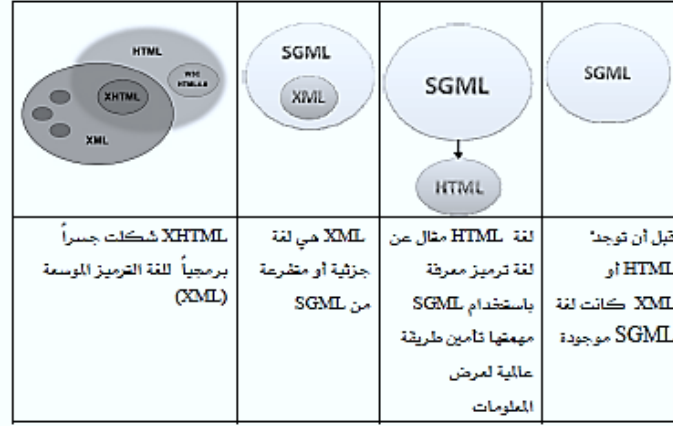 SGML
SGML
HTML
SGML
XML
HTML
W3C
HTML4.0
XHTML
XML
قبل أن توجد
HTML أو
XML كانت لغة
SGML موجودة
لغة HTML مثال عن
لغة ترميز معرفة
باستخدام SGML
مهمتها تأمين طريقة
عالمية لعرض
المعلومات
XML هي لغة
جزئية أو متفرعة
من SGML
XHTML شكلت جسراً
برمجياً للغة الترميز الموسعة
(XML)